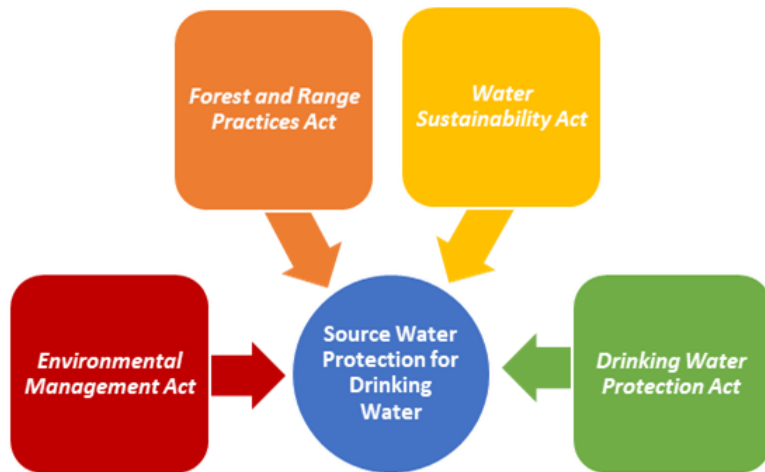 Forest and Range
Practices Act
Water
Sustainability Act
Environmental
Management Act
Source Water
Protection for
Drinking
Water
Drinking Water
Protection Act